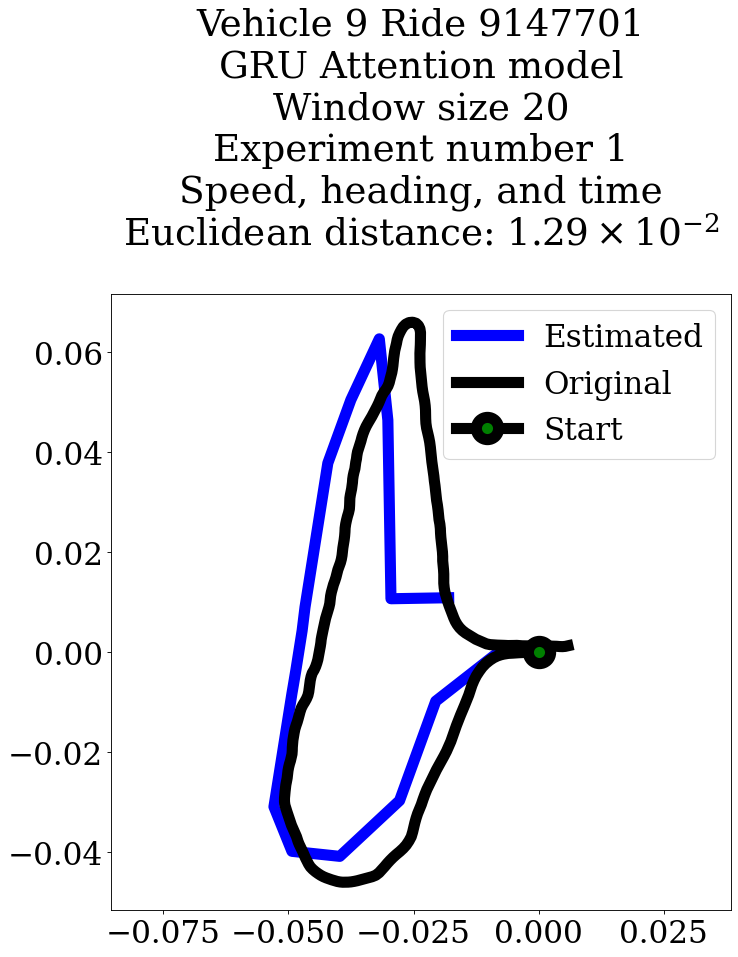 Vehicle 9 Ride 9147701
GRU Attention model
Window size 20
Experiment number 1
Speed, heading, and time
Euclidean distance: 1.29 × 10⁻²
Estimated
Original
Start
0.06
0.04
0.02
0.00
−0.02
−0.04
−0.075 −0.050 −0.025 0.000 0.025